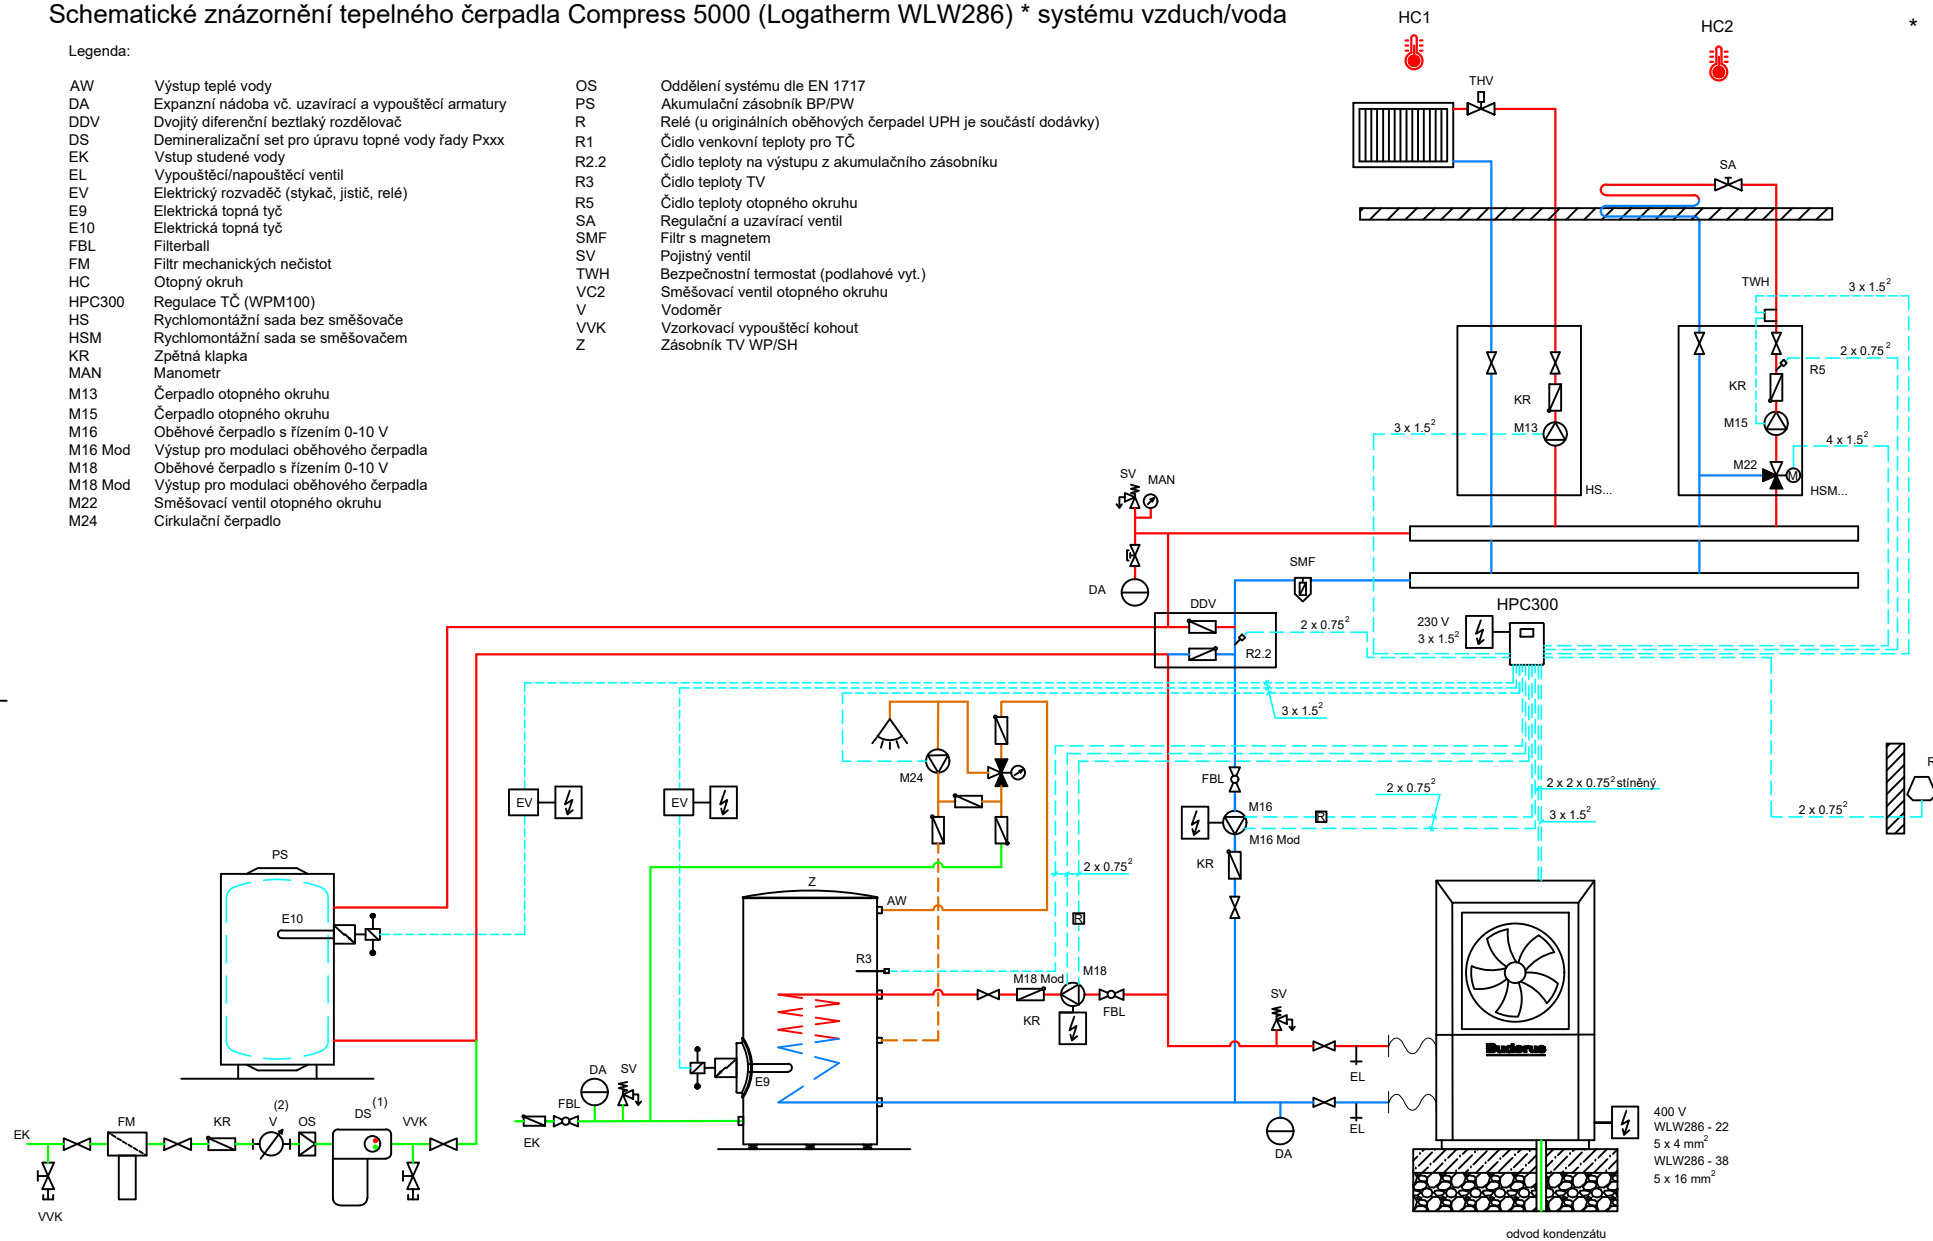 Schematické znázornění tepelného čerpadla Compress 5000 (Logatherm WLW286) * systému vzduch/voda
*
Legenda:
AW Výstup teplé vody
DA Expanzní nádoba vč. uzavírací a vypouštěcí armatury
DDV Dvojitý diferenční beztlaký rozdělovač
DS Demineralizační set pro úpravu topné vody řady Pxxx
EK Vstup studené vody
EL Vypouštěcí/napouštěcí ventil
EV Elektrický rozvaděč (stykač, jistič, relé)
E9 Elektrická topná tyč
E10 Elektrická topná tyč
FBL Filterball
FM Filtr mechanických nečistot
HC Otopný okruh
HPC300 Regulace TČ (WPM100)
HS Rychlomontážní sada bez směšovače
HSM Rychlomontážní sada se směšovačem
KR Zpětná klapka
MAN Manometr
M13 Čerpadlo otopného okruhu
M15 Čerpadlo otopného okruhu
M16 Oběhové čerpadlo s řízením 0-10 V
M16 Mod Výstup pro modulaci oběhového čerpadla
M18 Oběhové čerpadlo s řízením 0-10 V
M18 Mod Výstup pro modulaci oběhového čerpadla
M22 Směšovací ventil otopného okruhu
M24 Cirkulační čerpadlo
OS Oddělení systému dle EN 1717
PS Akumulační zásobník BP/PW
R Relé (u originálních oběhových čerpadel UPH je součástí dodávky)
R1 Čidlo venkovní teploty pro TČ
R2.2 Čidlo teploty na výstupu z akumulačního zásobníku
R3 Čidlo teploty TV
R5 Čidlo teploty otopného okruhu
SA Regulační a uzavírací ventil
SMF Filtr s magnetem
SV Pojistný ventil
TWH Bezpečnostní termostat (podlahové vyt.)
VC2 Směšovací ventil otopného okruhu
V Vodoměr
VVK Vzorkovací vypouštěcí kohout
Z Zásobník TV WP/SH
HC1
HC2
THV
SA
TWH
3 x 1.5²
2 x 0.75²
R5
KR
KR
M13
M15
3 x 1.5²
4 x 1.5²
M22
M
HS...
HSM...
SV
MAN
DA
SMF
DDV
R2.2
2 x 0.75²
HPC300
230 V
3 x 1.5²
3 x 1.5²
M24
EV
EV
FBL
M16
M16 Mod
KR
R
2 x 0.75²
2 x 2 x 0.75² stíněný
3 x 1.5²
2 x 0.75²
R
PS
E10
Z
AW
2 x 0.75²
R
R3
M18 Mod
M18
KR
FBL
SV
EL
EL
DA
Buderus
E9
DA
SV
FBL
EK
EK
FM
KR
(2)
V
OS
DS
(1)
VVK
VVK
400 V
WLW286 - 22
5 x 4 mm²
WLW286 - 38
5 x 16 mm²
odvod kondenzátu